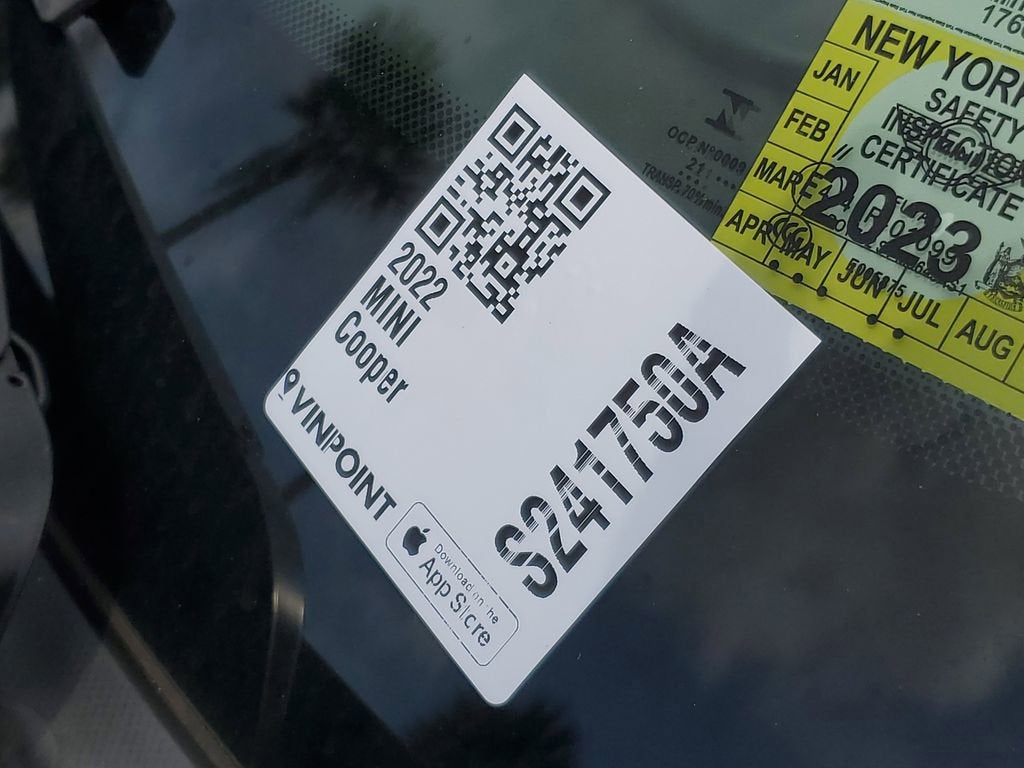 2022
MINI
Cooper
VINPOINT
Download on the
App Store
S241750A
NEW YORK
SAFETY
INSPECTION
CERTIFICATE
2023
JAN
FEB
MAR
APR
MAY
JUN
JUL
AUG